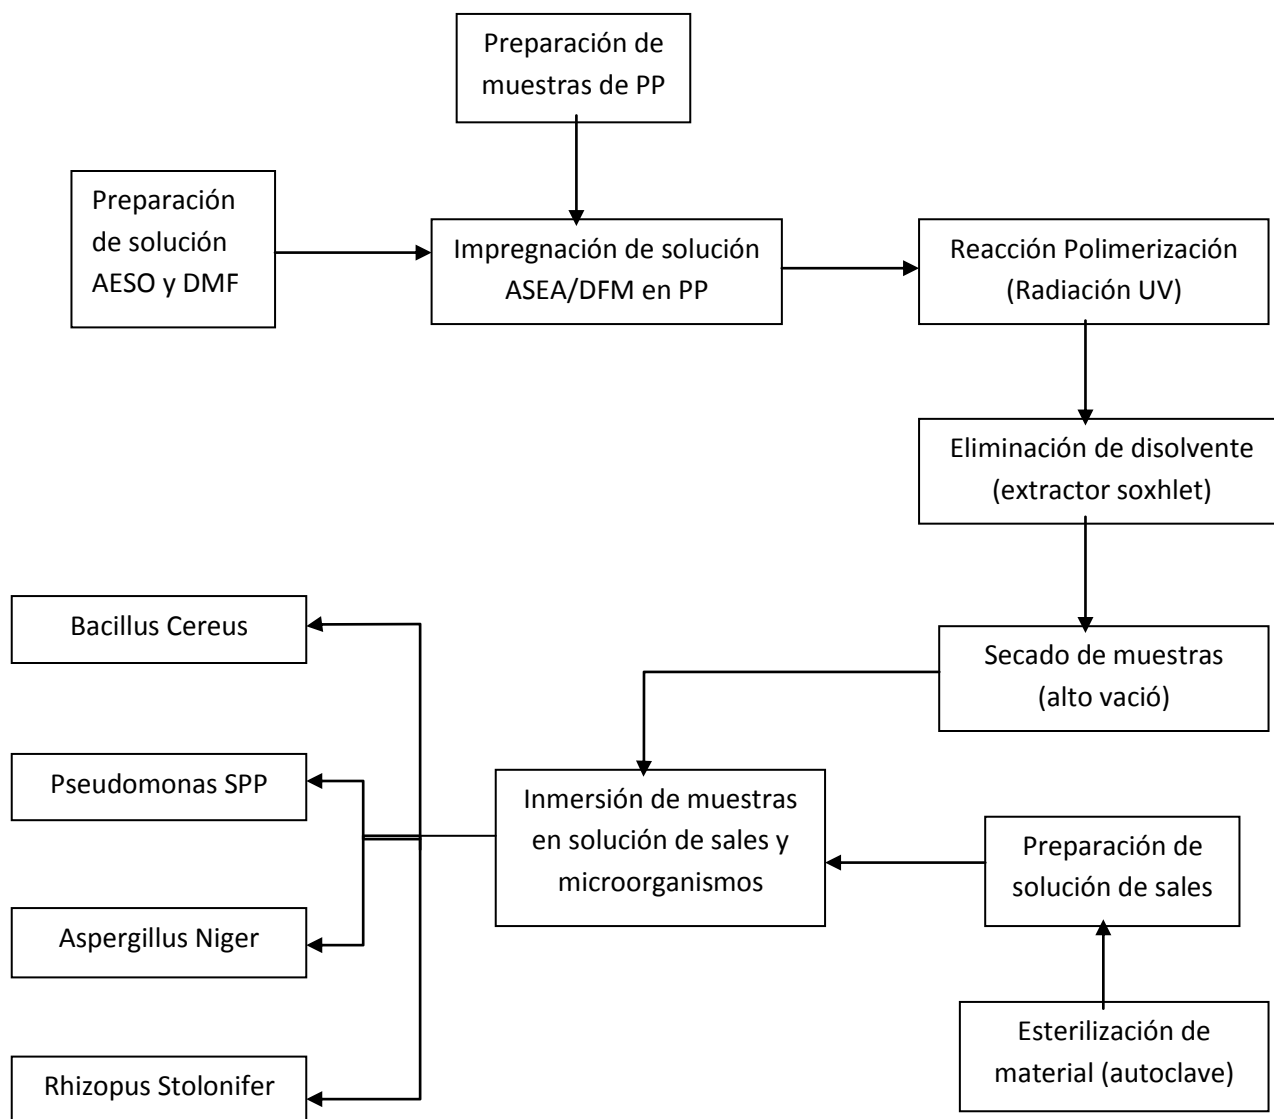 Preparación de
muestras de PP
Preparación
de solución
AESO y DMF
Impregnación de solución
ASEA/DFM en PP
Reacción Polimerización
(Radiación UV)
Eliminación de disolvente
(extractor soxhlet)
Secado de muestras
(alto vació)
Inmersión de muestras
en solución de sales y
microorganismos
Preparación de
solución de sales
Esterilización de
material (autoclave)
Bacillus Cereus
Pseudomonas SPP
Aspergillus Niger
Rhizopus Stolonifer